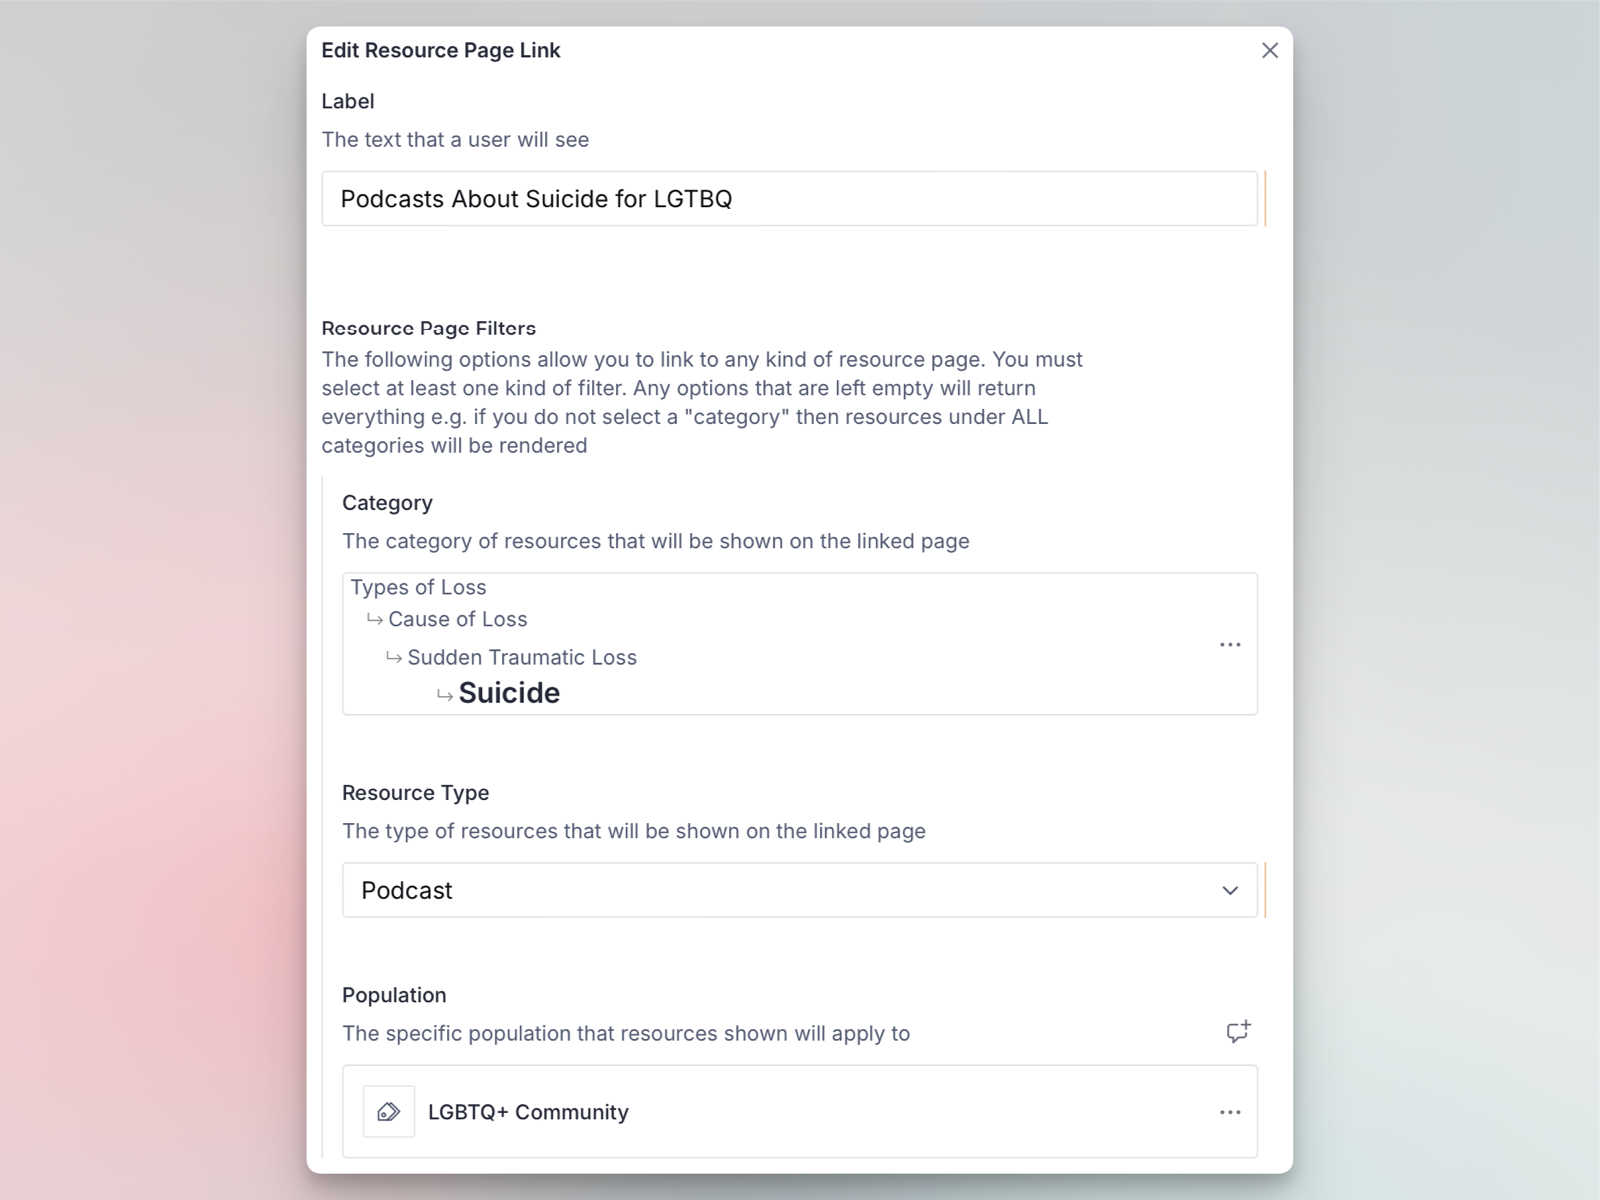 Edit Resource Page Link
Label
The text that a user will see
Podcasts About Suicide for LGTBQ
Resource Page Filters
The following options allow you to link to any kind of resource page. You must
select at least one kind of filter. Any options that are left empty will return
everything e.g. if you do not select a "category" then resources under ALL
categories will be rendered
Category
The category of resources that will be shown on the linked page
Types of Loss
Cause of Loss
Sudden Traumatic Loss
Suicide
Resource Type
The type of resources that will be shown on the linked page
Podcast
Population
The specific population that resources shown will apply to
LGBTQ+ Community